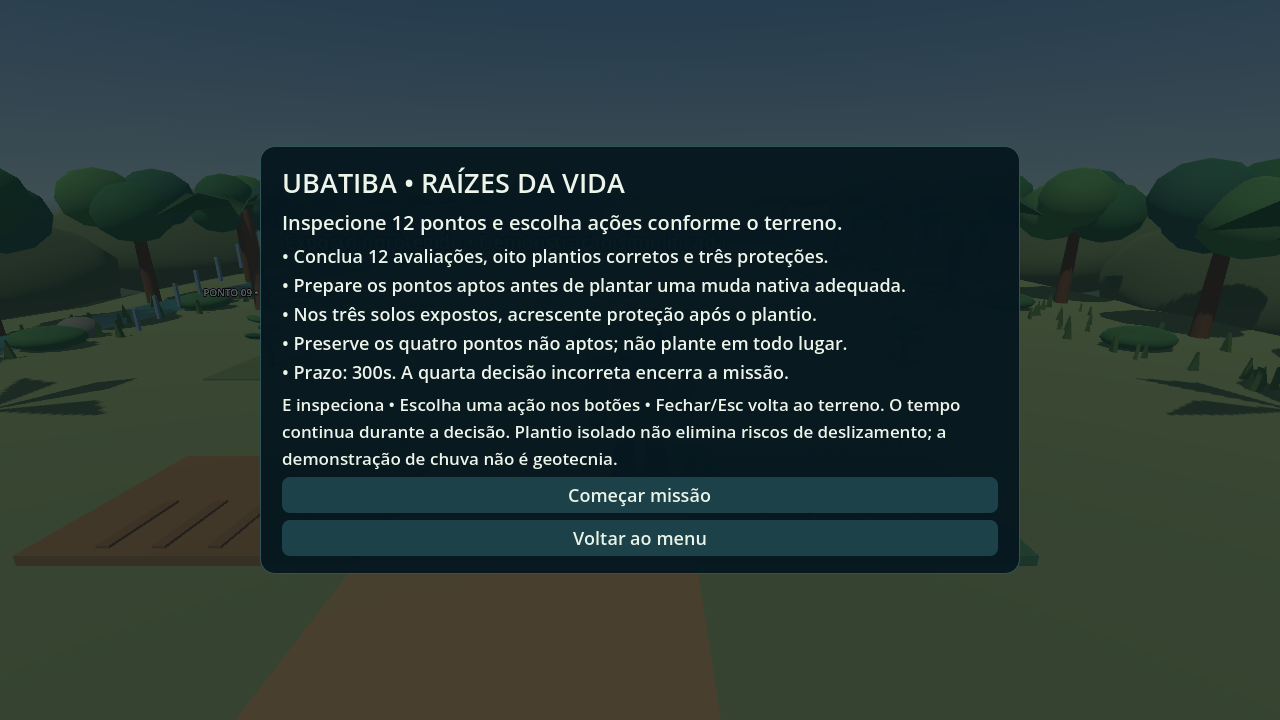 UBATIBA • RAÍZES DA VIDA
Inspecione 12 pontos e escolha ações conforme o terreno.
• Conclua 12 avaliações, oito plantios corretos e três proteções.
• Prepare os pontos aptos antes de plantar uma muda nativa adequada.
• Nos três solos expostos, acrescente proteção após o plantio.
• Preserve os quatro pontos não aptos; não plante em todo lugar.
• Prazo: 300s. A quarta decisão incorreta encerra a missão.
E inspeciona • Escolha uma ação nos botões • Fechar/Esc volta ao terreno. O tempo
continua durante a decisão. Plantio isolado não elimina riscos de deslizamento; a
demonstração de chuva não é geotecnia.
Começar missão
Voltar ao menu
PONTO 09 •